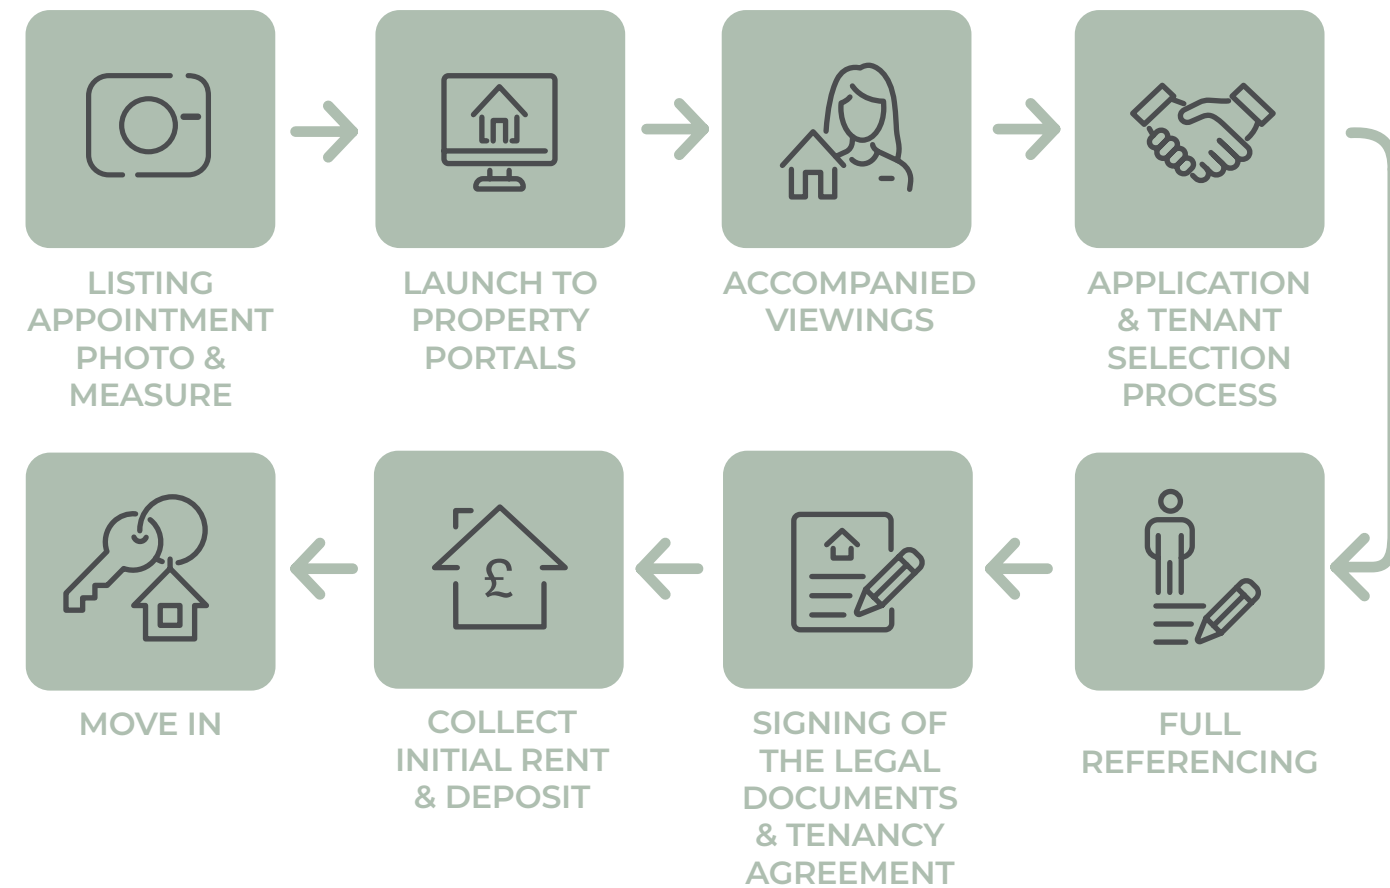 LISTING
APPOINTMENT
PHOTO &
MEASURE
LAUNCH TO
PROPERTY
PORTALS
ACCOMPANIED
VIEWINGS
APPLICATION
& TENANT
SELECTION
PROCESS
FULL
REFERENCING
SIGNING OF
THE LEGAL
DOCUMENTS
& TENANCY
AGREEMENT
£
COLLECT
INITIAL RENT
& DEPOSIT
MOVE IN